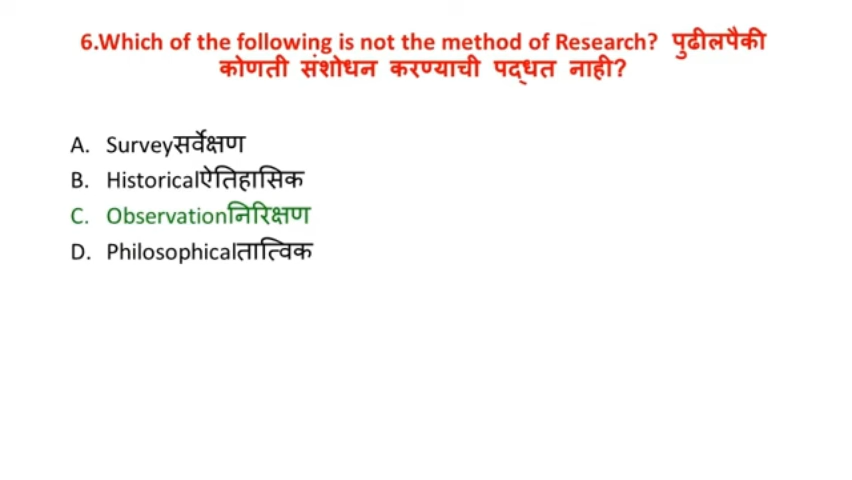 6.Which of the following is not the method of Research? पुढीलपैकी
कोणती संशोधन करण्याची पद्धत नाही?
A. Surveyसर्वेक्षण
B. Historicalऐतिहासिक
C. Observationनिरिक्षण
D. Philosophicalतात्विक